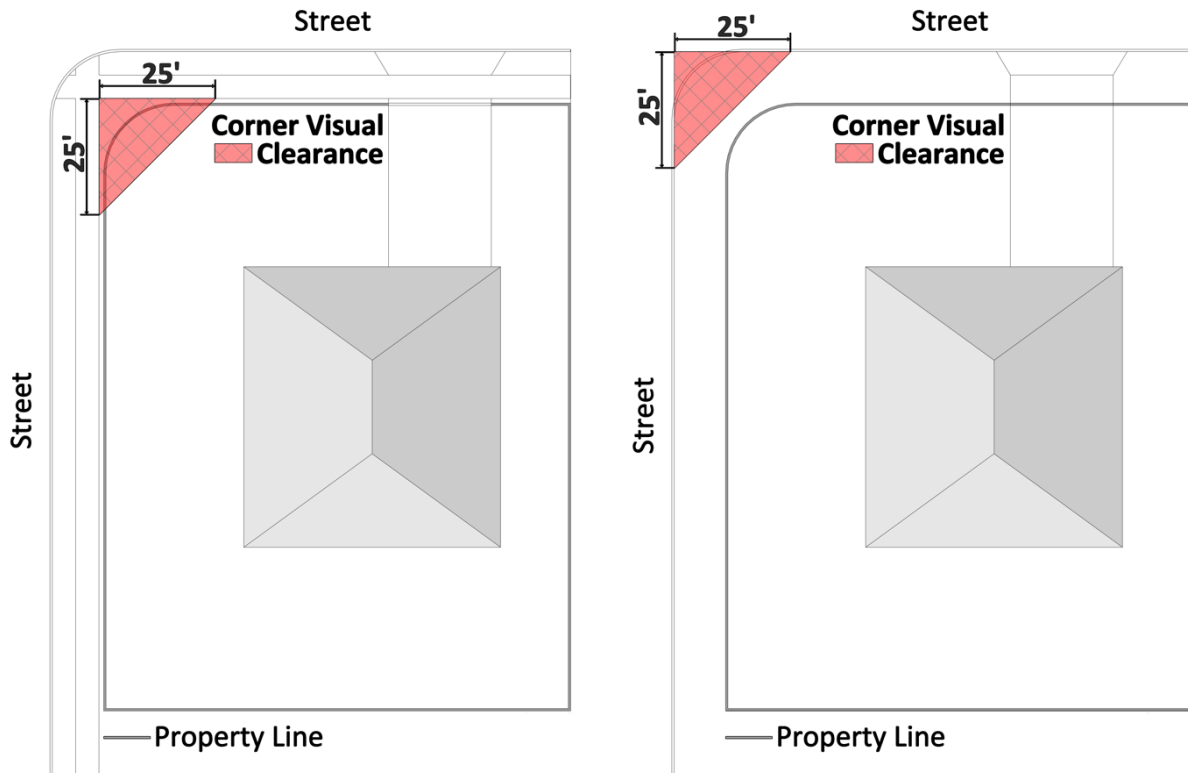 Street
25'
25'
Corner Visual
Clearance
Street
Property Line
Street
25'
25'
Corner Visual
Clearance
Street
Property Line